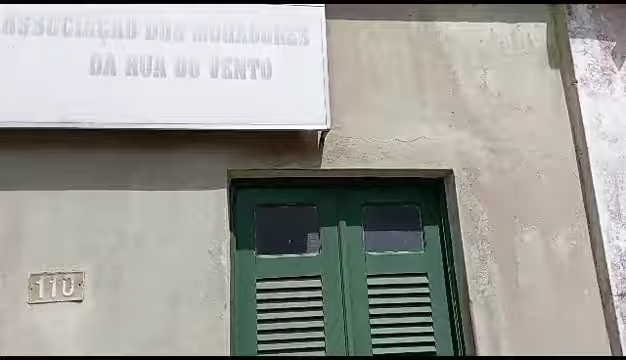 ASSOCIAÇÃO DOS MORADORES
DA RUA DO VENTO
110